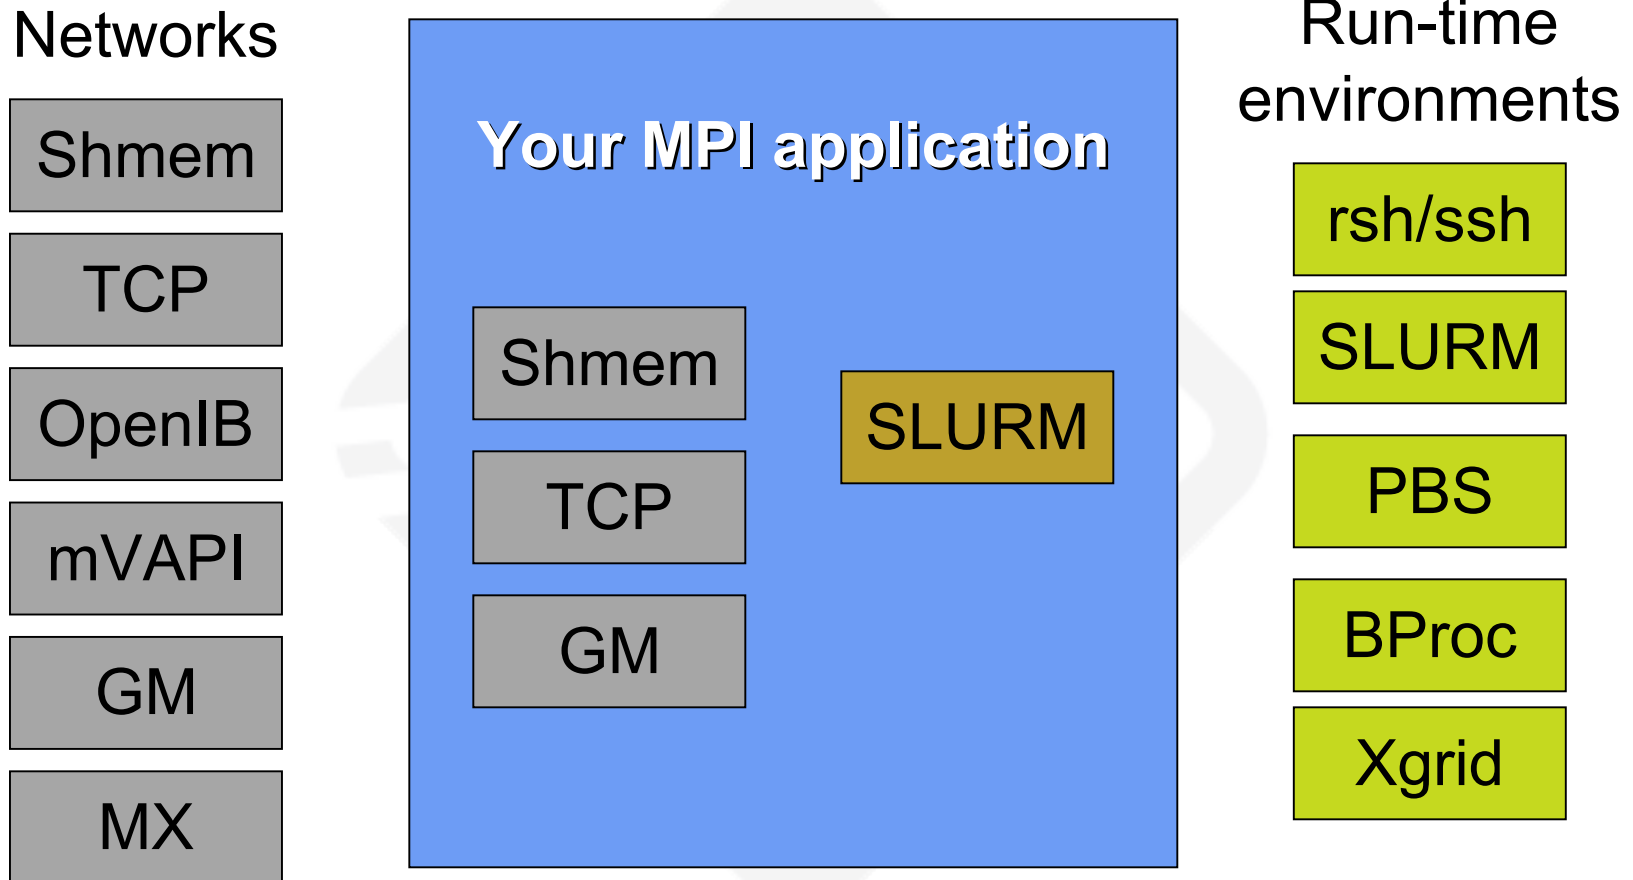 Networks
Shmem
TCP
OpenIB
mVAPI
GM
MX
Your MPI application
Shmem
TCP
GM
SLURM
Run-time
environments
rsh/ssh
SLURM
PBS
BProc
Xgrid